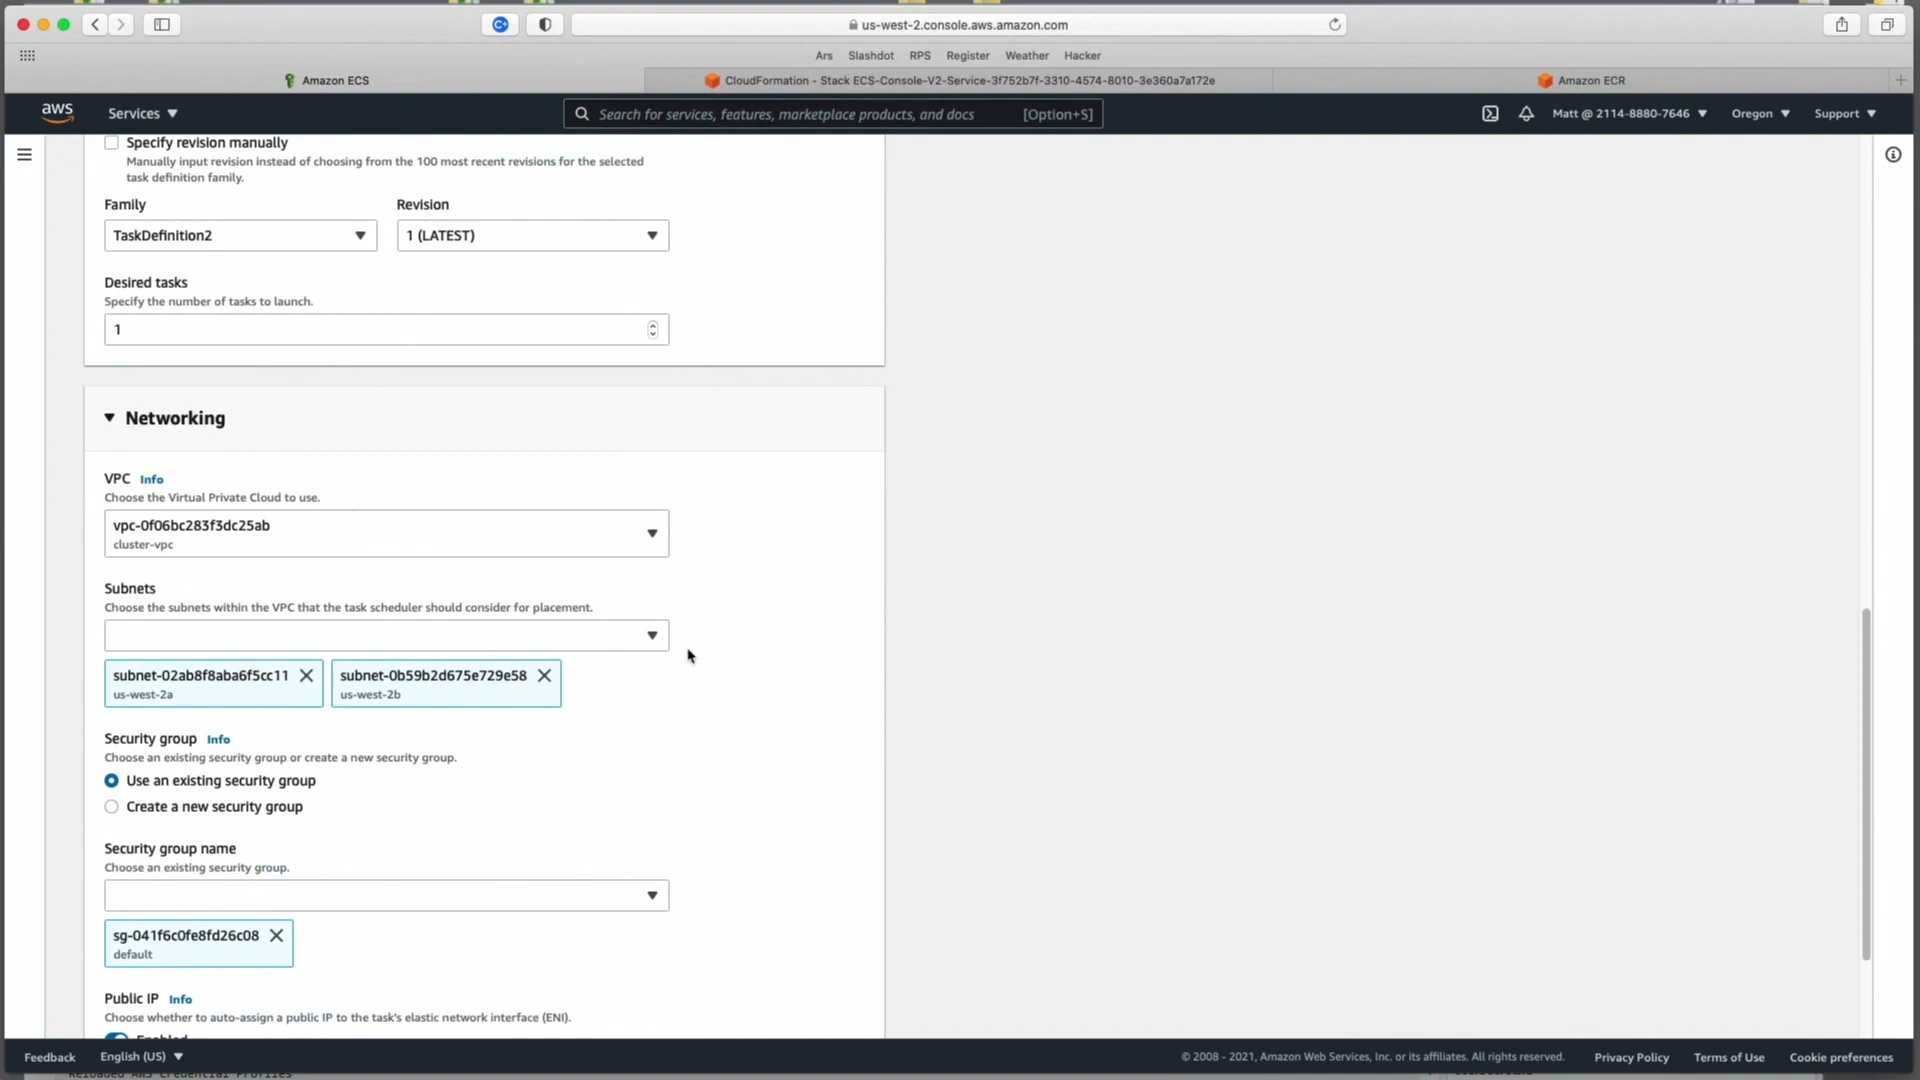 us-west-2.console.aws.amazon.com
Ars Slashdot RPS Register Weather Hacker
Amazon ECS
CloudFormation - Stack ECS-Console-V2-Service-3f752b7f-3310-4574-8010-3e360a7a172e
Amazon ECR
aws Services Search for services, features, marketplace products, and docs [Option+S] Matt @ 2114-8880-7646 Oregon Support
Specify revision manually
Manually input revision instead of choosing from the 100 most recent revisions for the selected
task definition family.
Family Revision
TaskDefinition2 1 (LATEST)
Desired tasks
Specify the number of tasks to launch.
1
Networking
VPC Info
Choose the Virtual Private Cloud to use.
vpc-0f06bc283f3dc25ab
cluster-vpc
Subnets
Choose the subnets within the VPC that the task scheduler should consider for placement.
subnet-02ab8f8aba6f5cc11 subnet-0b59b2d675e729e58
us-west-2a us-west-2b
Security group Info
Choose an existing security group or create a new security group.
Use an existing security group
Create a new security group
Security group name
Choose an existing security group.
sg-041f6c0fe8fd26c08
default
Public IP Info
Choose whether to auto-assign a public IP to the task's elastic network interface (ENI).
Enabled
Feedback English (US) © 2008 - 2021, Amazon Web Services, Inc. or its affiliates. All rights reserved. Privacy Policy Terms of Use Cookie preferences
Reloaded AWS Credential Profiles